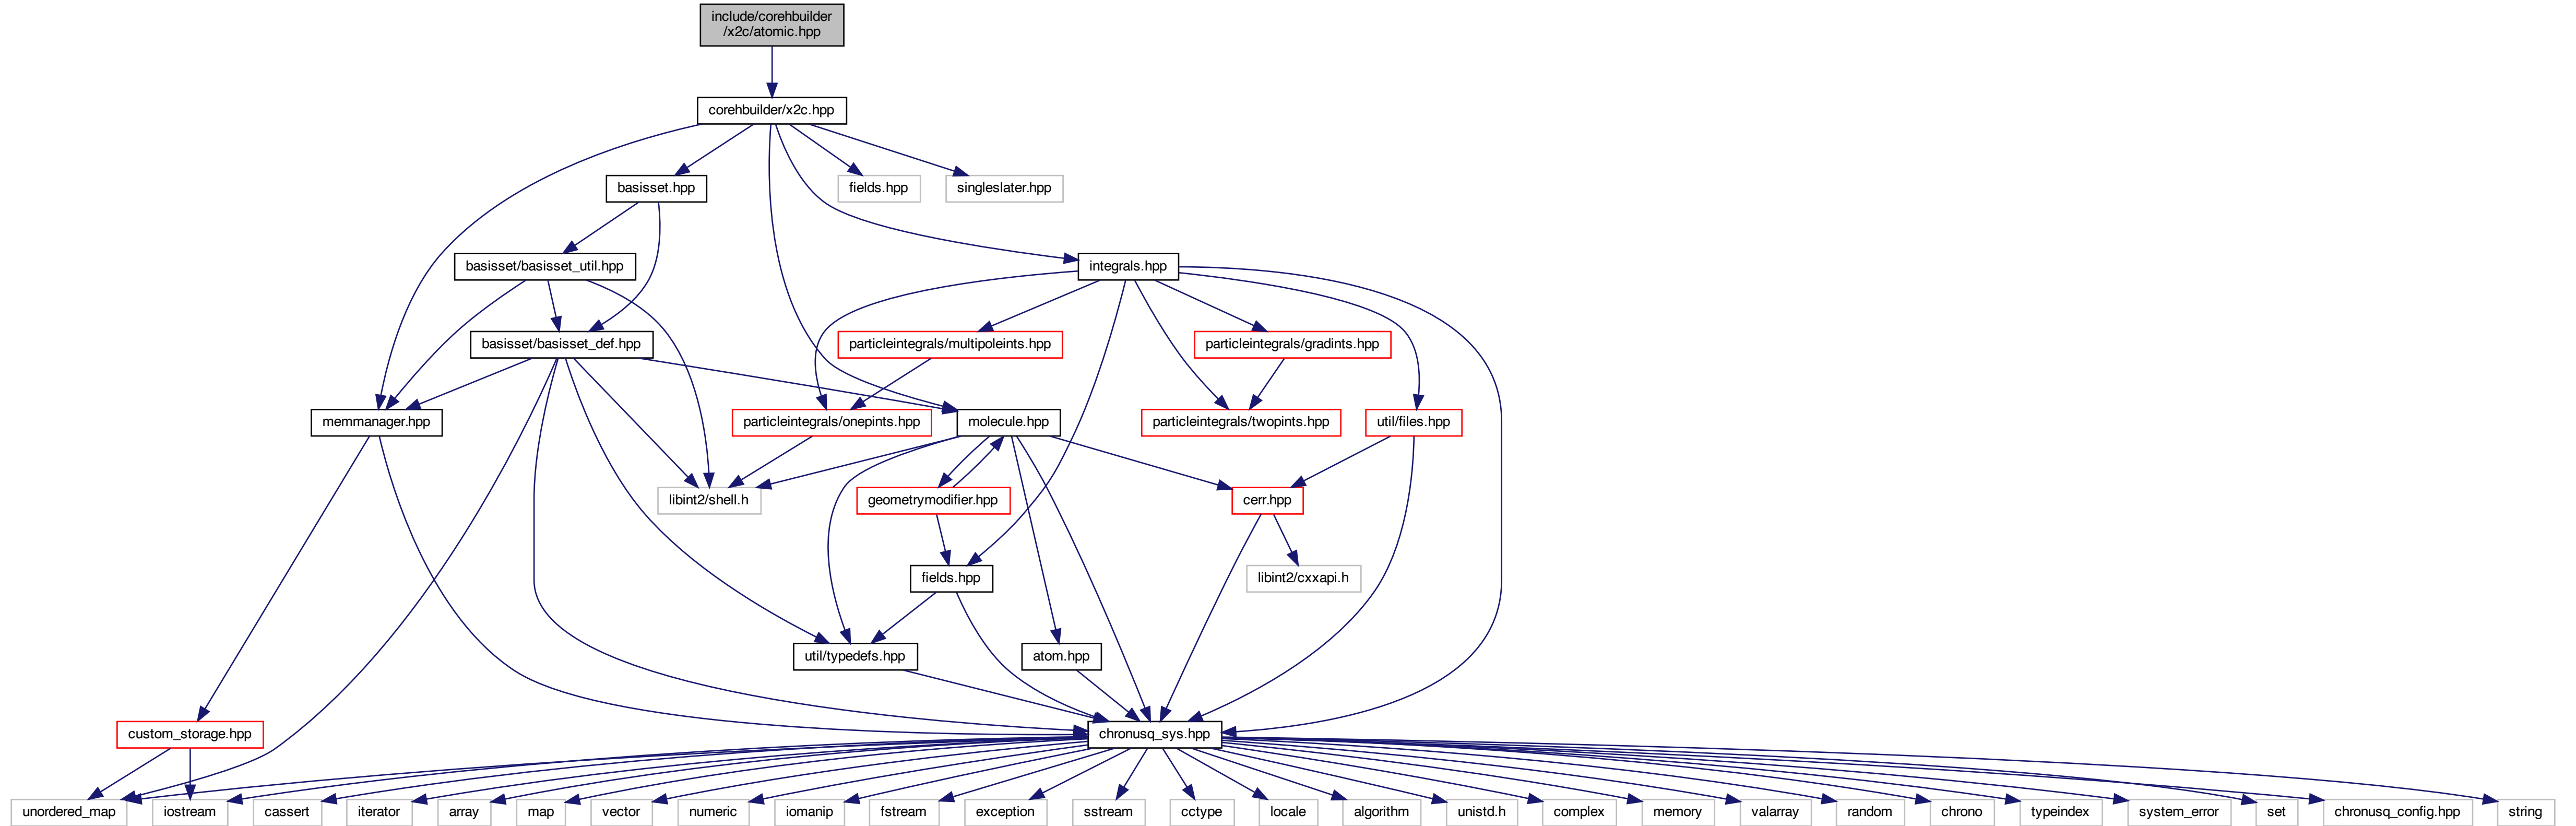 include/corehbuilder
/x2c/atomic.hpp
corehbuilder/x2c.hpp
basisset.hpp
fields.hpp
singleslater.hpp
basisset/basisset_util.hpp
integrals.hpp
basisset/basisset_def.hpp
particleintegrals/multipoleints.hpp
particleintegrals/gradints.hpp
memmanager.hpp
particleintegrals/onepints.hpp
molecule.hpp
particleintegrals/twopints.hpp
util/files.hpp
libint2/shell.h
geometrymodifier.hpp
cerr.hpp
fields.hpp
libint2/cxxapi.h
util/typedefs.hpp
atom.hpp
custom_storage.hpp
chronusq_sys.hpp
unordered_map
iostream
cassert
iterator
array
map
vector
numeric
iomanip
fstream
exception
sstream
cctype
locale
algorithm
unistd.h
complex
memory
valarray
random
chrono
typeindex
system_error
set
chronusq_config.hpp
string